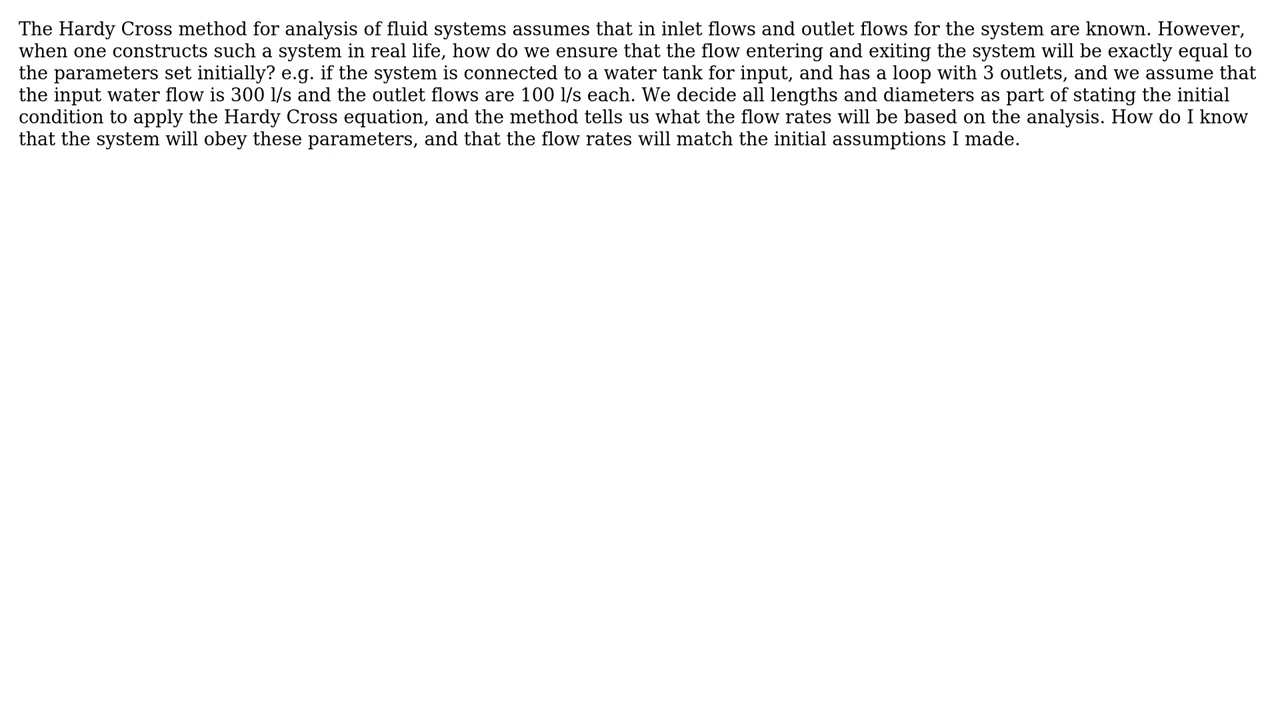 The Hardy Cross method for analysis of fluid systems assumes that in inlet flows and outlet flows for the system are known. However,
when one constructs such a system in real life, how do we ensure that the flow entering and exiting the system will be exactly equal to
the parameters set initially? e.g. if the system is connected to a water tank for input, and has a loop with 3 outlets, and we assume that
the input water flow is 300 l/s and the outlet flows are 100 l/s each. We decide all lengths and diameters as part of stating the initial
condition to apply the Hardy Cross equation, and the method tells us what the flow rates will be based on the analysis. How do I know
that the system will obey these parameters, and that the flow rates will match the initial assumptions I made.